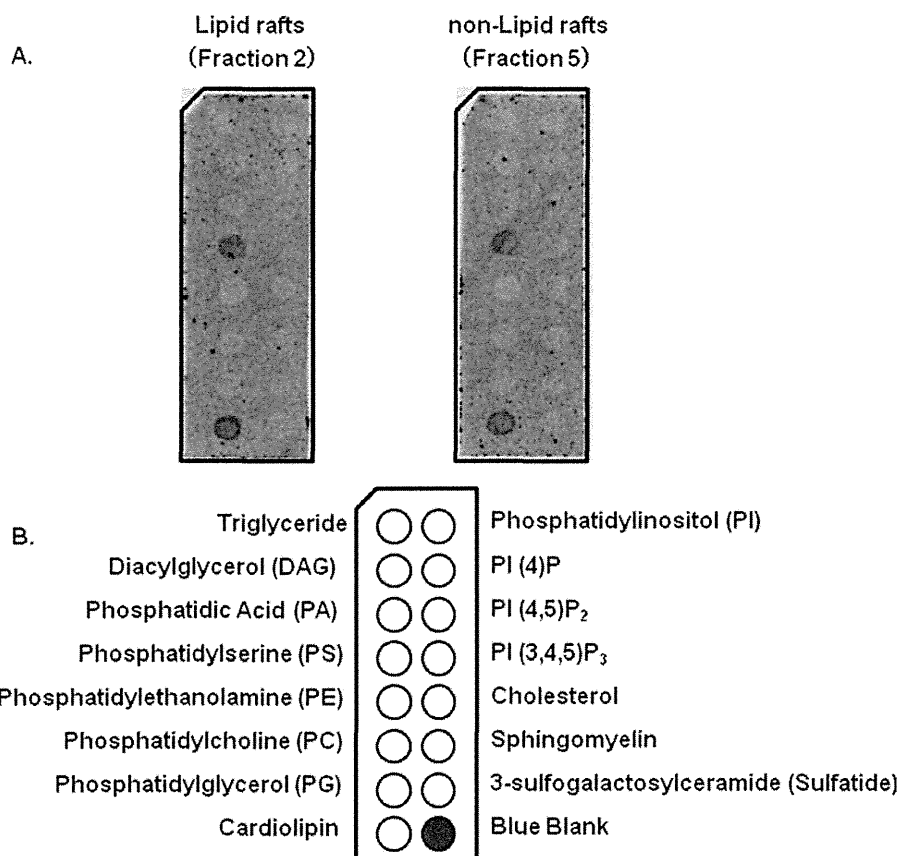 Lipid rafts
(Fraction 2)
non-Lipid rafts
(Fraction 5)
A.
B.
Triglyceride
Phosphatidylinositol (PI)
Diacylglycerol (DAG)
PI (4)P
Phosphatidic Acid (PA)
PI (4,5)P₂
Phosphatidylserine (PS)
PI (3,4,5)P₃
Phosphatidylethanolamine (PE)
Cholesterol
Phosphatidylcholine (PC)
Sphingomyelin
Phosphatidylglycerol (PG)
3-sulfogalactosylceramide (Sulfatide)
Cardiolipin
Blue Blank